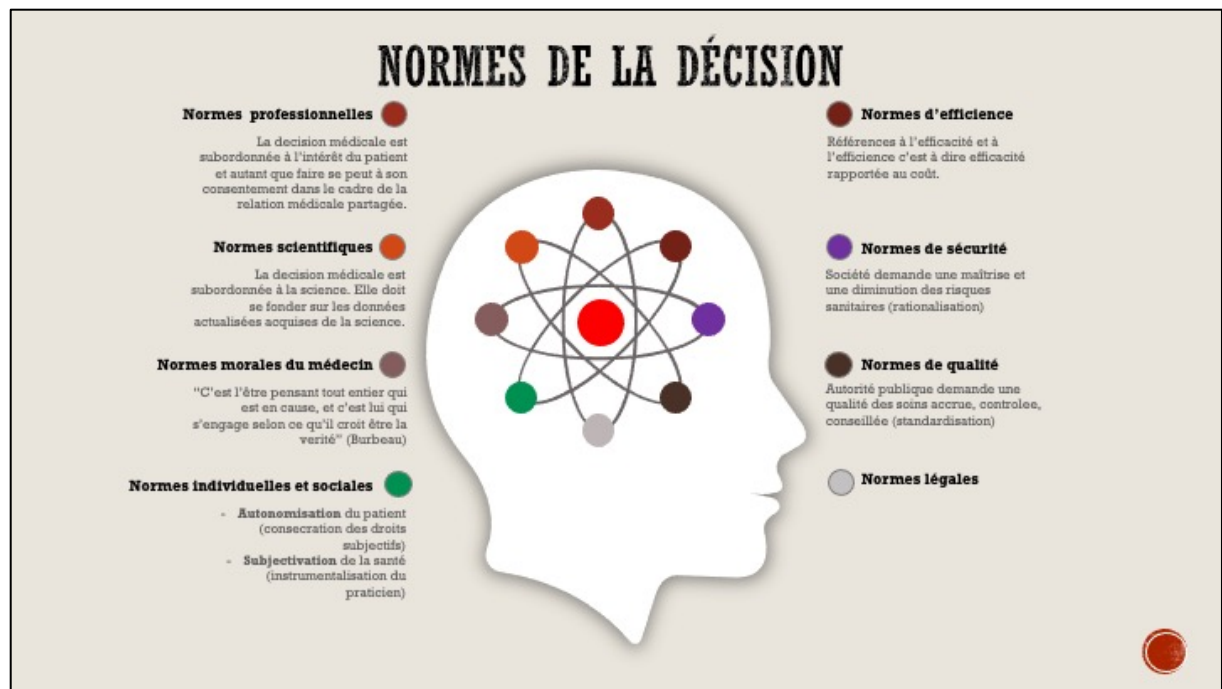 NORMES DE LA DÉCISION
Normes professionnelles
La decision médicale est
subordonnée à l'intérêt du patient
et autant que faire se peut à son
consentement dans le cadre de la
relation médicale partagée.
Normes scientifiques
La decision médicale est
subordonnée à la science. Elle doit
se fonder sur les données
actualisées acquises de la science.
Normes morales du médecin
"C'est l'être pensant tout entier qui
est en cause, et c'est lui qui
s'engage selon ce qu'il croit être la
verité" (Burbeau)
Normes individuelles et sociales
- Autonomisation du patient
(consecration des droits
subjectifs)
- Subjectivation de la santé
(instrumentalisation du
praticien)
Normes d'efficience
Références à l'efficacité et à
l'efficience c'est à dire efficacité
rapportée au coût.
Normes de sécurité
Société demande une maîtrise et
une diminution des risques
sanitaires (rationalisation)
Normes de qualité
Autorité publique demande une
qualité des soins accrue, controlee,
conseillée (standardisation)
Normes légales